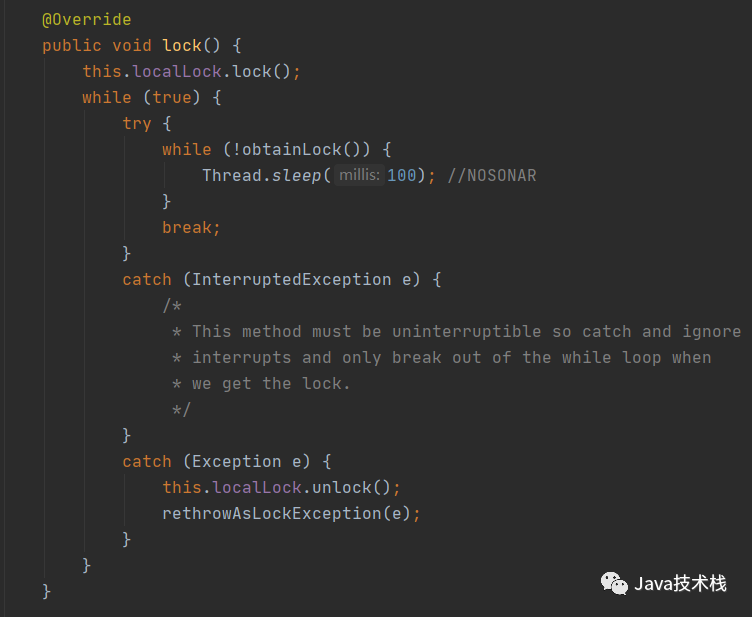 @Override
public void lock() {
this.localLock.lock();
while (true) {
try {
while (!obtainLock()) {
Thread.sleep( millis: 100); //NOSONAR
}
break;
}
catch (InterruptedException e) {
/*
* This method must be uninterruptible so catch and ignore
* interrupts and only break out of the while loop when
* we get the lock.
*/
}
catch (Exception e) {
this.localLock.unlock();
rethrowAsLockException(e);
}
}
}
Java技术栈